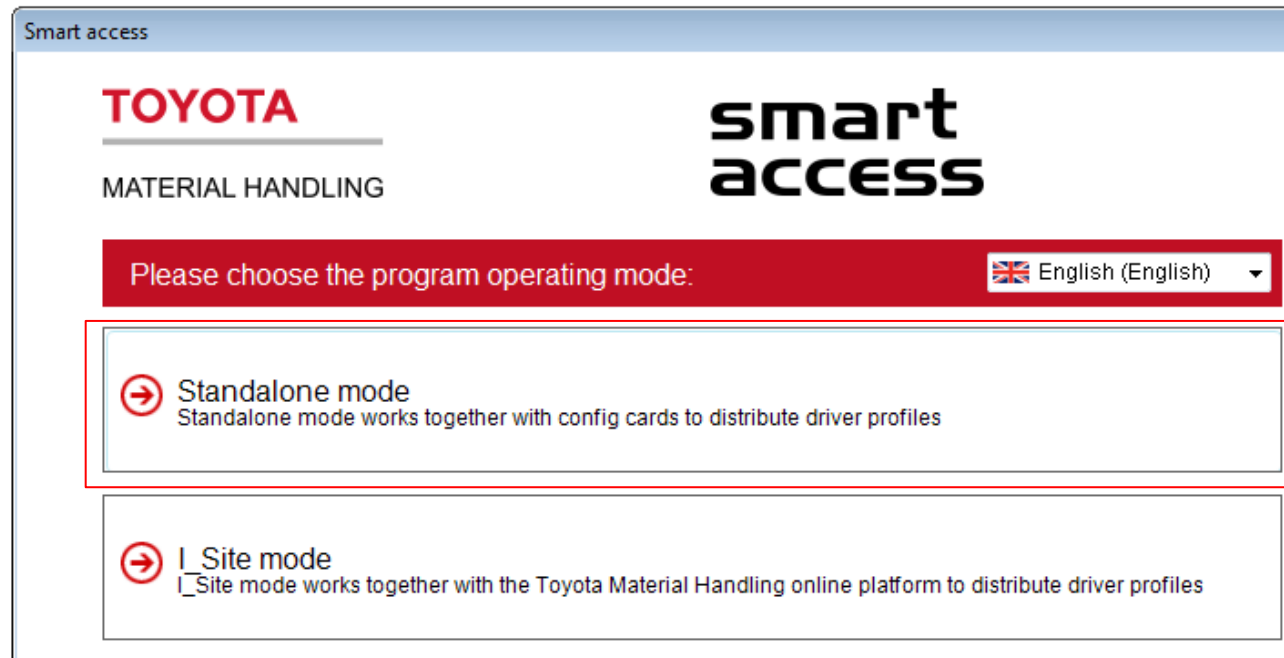 Smart access
TOYOTA
MATERIAL HANDLING
smart
access
Please choose the program operating mode:
English (English)
Standalone mode
Standalone mode works together with config cards to distribute driver profiles
I_Site mode
I_Site mode works together with the Toyota Material Handling online platform to distribute driver profiles